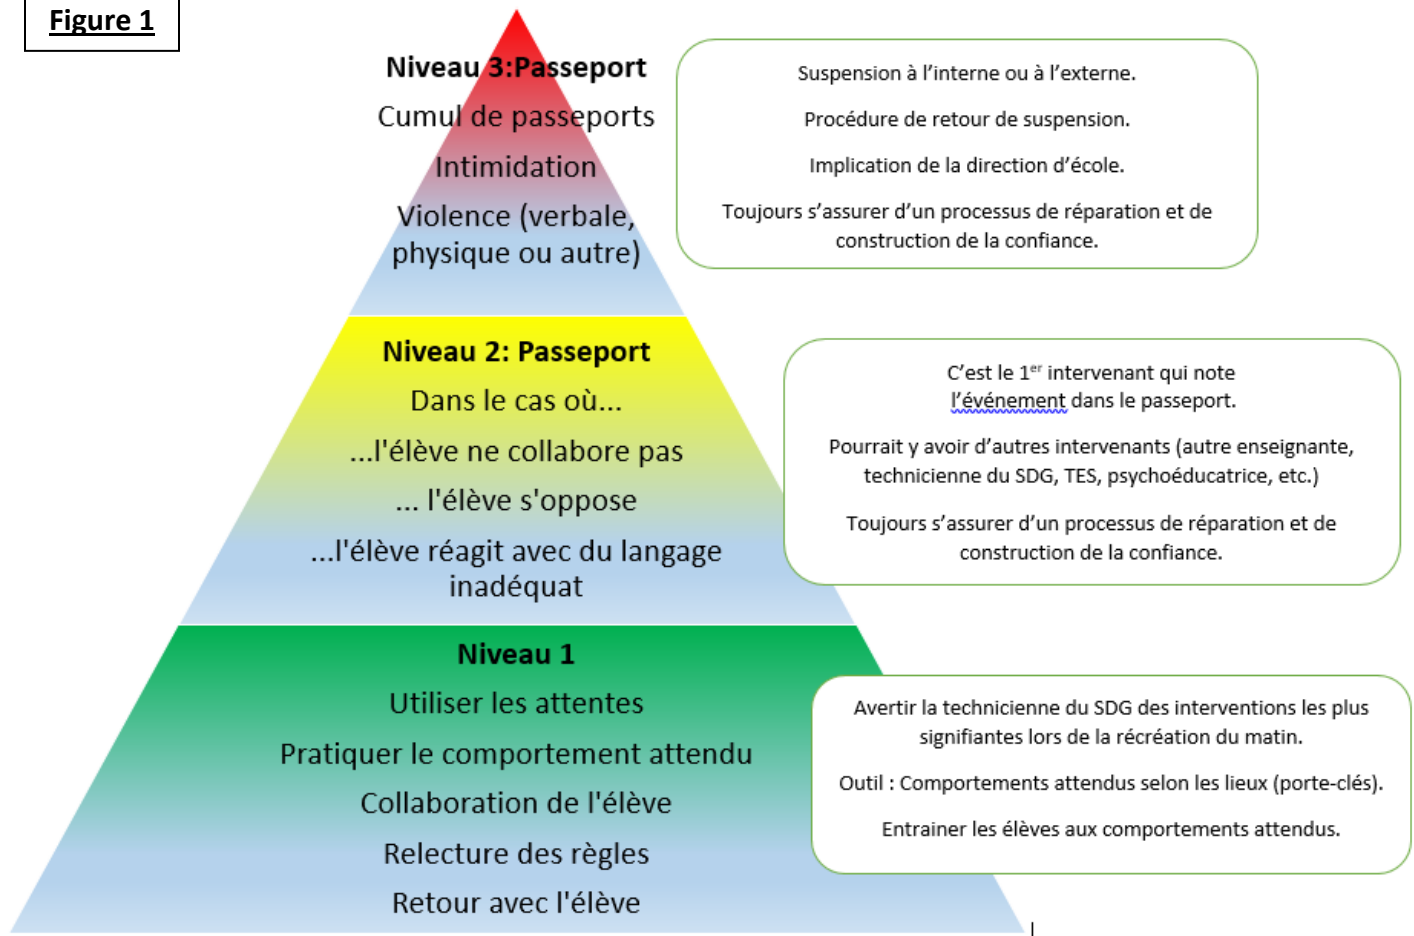 Figure 1
Niveau 3:Passeport
Cumul de passeports
Intimidation
Violence (verbale,
physique ou autre)
Suspension à l’interne ou à l’externe.
Procédure de retour de suspension.
Implication de la direction d’école.
Toujours s’assurer d’un processus de réparation et de
construction de la confiance.
Niveau 2: Passeport
Dans le cas où...
...l'élève ne collabore pas
... l'élève s'oppose
...l'élève réagit avec du langage
inadéquat
C’est le 1er intervenant qui note
l’événement dans le passeport.
Pourrait y avoir d’autres intervenants (autre enseignante,
technicienne du SDG, TES, psychoéducatrice, etc.)
Toujours s’assurer d’un processus de réparation et de
construction de la confiance.
Niveau 1
Utiliser les attentes
Pratiquer le comportement attendu
Collaboration de l'élève
Relecture des règles
Retour avec l'élève
Avertir la technicienne du SDG des interventions les plus
signifiantes lors de la récréation du matin.
Outil : Comportements attendus selon les lieux (porte-clés).
Entrainer les élèves aux comportements attendus.